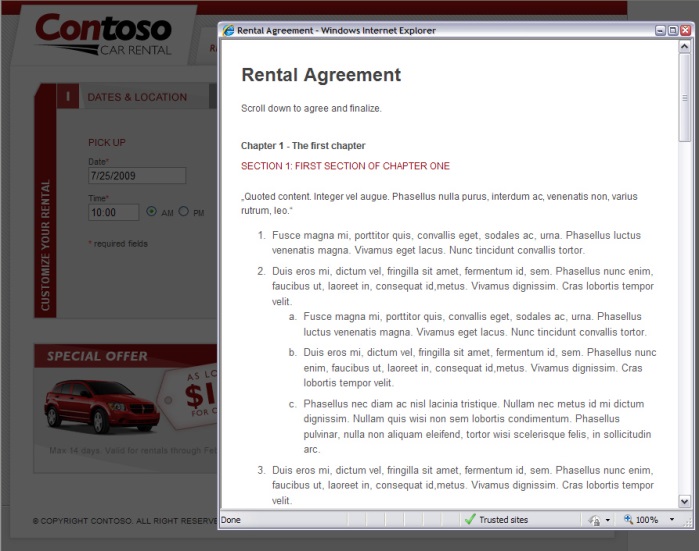 Contoso
CAR RENTAL
I DATES & LOCATION
CUSTOMIZE YOUR RENTAL
PICK UP
Date*
7/25/2009
Time*
10:00 AM PM
* required fields
SPECIAL OFFER
AS LO
$1
FOR
Max 14 days. Valid for rentals through Feb
© COPYRIGHT CONTOSO. ALL RIGHT RESERVE
Rental Agreement - Windows Internet Explorer
Rental Agreement
Scroll down to agree and finalize.
Chapter 1 - The first chapter
SECTION 1: FIRST SECTION OF CHAPTER ONE
„Quoted content. Integer vel augue. Phasellus nulla purus, interdum ac, venenatis non, varius
rutrum, leo.“
1. Fusce magna mi, porttitor quis, convallis eget, sodales ac, urna. Phasellus luctus
venenatis magna. Vivamus eget lacus. Nunc tincidunt convallis tortor.
2. Duis eros mi, dictum vel, fringilla sit amet, fermentum id, sem. Phasellus nunc enim,
faucibus ut, laoreet in, consequat id,metus. Vivamus dignissim. Cras lobortis tempor
velit.
a. Fusce magna mi, porttitor quis, convallis eget, sodales ac, urna. Phasellus
luctus venenatis magna. Vivamus eget lacus. Nunc tincidunt convallis tortor.
b. Duis eros mi, dictum vel, fringilla sit amet, fermentum id, sem. Phasellus nunc
enim, faucibus ut, laoreet in, consequat id,metus. Vivamus dignissim. Cras
lobortis tempor velit.
c. Phasellus nec diam ac nisl lacinia tristique. Nullam nec metus id mi dictum
dignissim. Nullam quis wisi non sem lobortis condimentum. Phasellus
pulvinar, nulla non aliquam eleifend, tortor wisi scelerisque felis, in sollicitudin
arc.
3. Duis eros mi, dictum vel, fringilla sit amet, fermentum id, sem. Phasellus nunc enim,
faucibus ut, laoreet in, consequat id,metus. Vivamus dignissim. Cras lobortis tempor
velit.
Done Trusted sites 100%